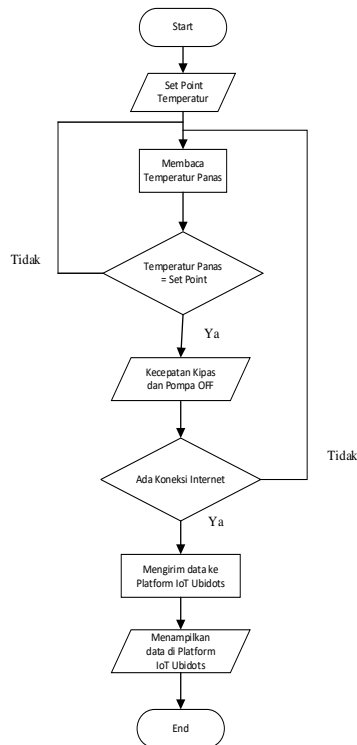 Start
Set Point
Temperatur
Membaca
Temperatur Panas
Tidak
Temperatur Panas
= Set Point
Ya
Kecepatan Kipas
dan Pompa OFF
Tidak
Ada Koneksi Internet
Ya
Mengirim data ke
Platform IoT Ubidots
Menampilkan
data di Platform
IoT Ubidots
End